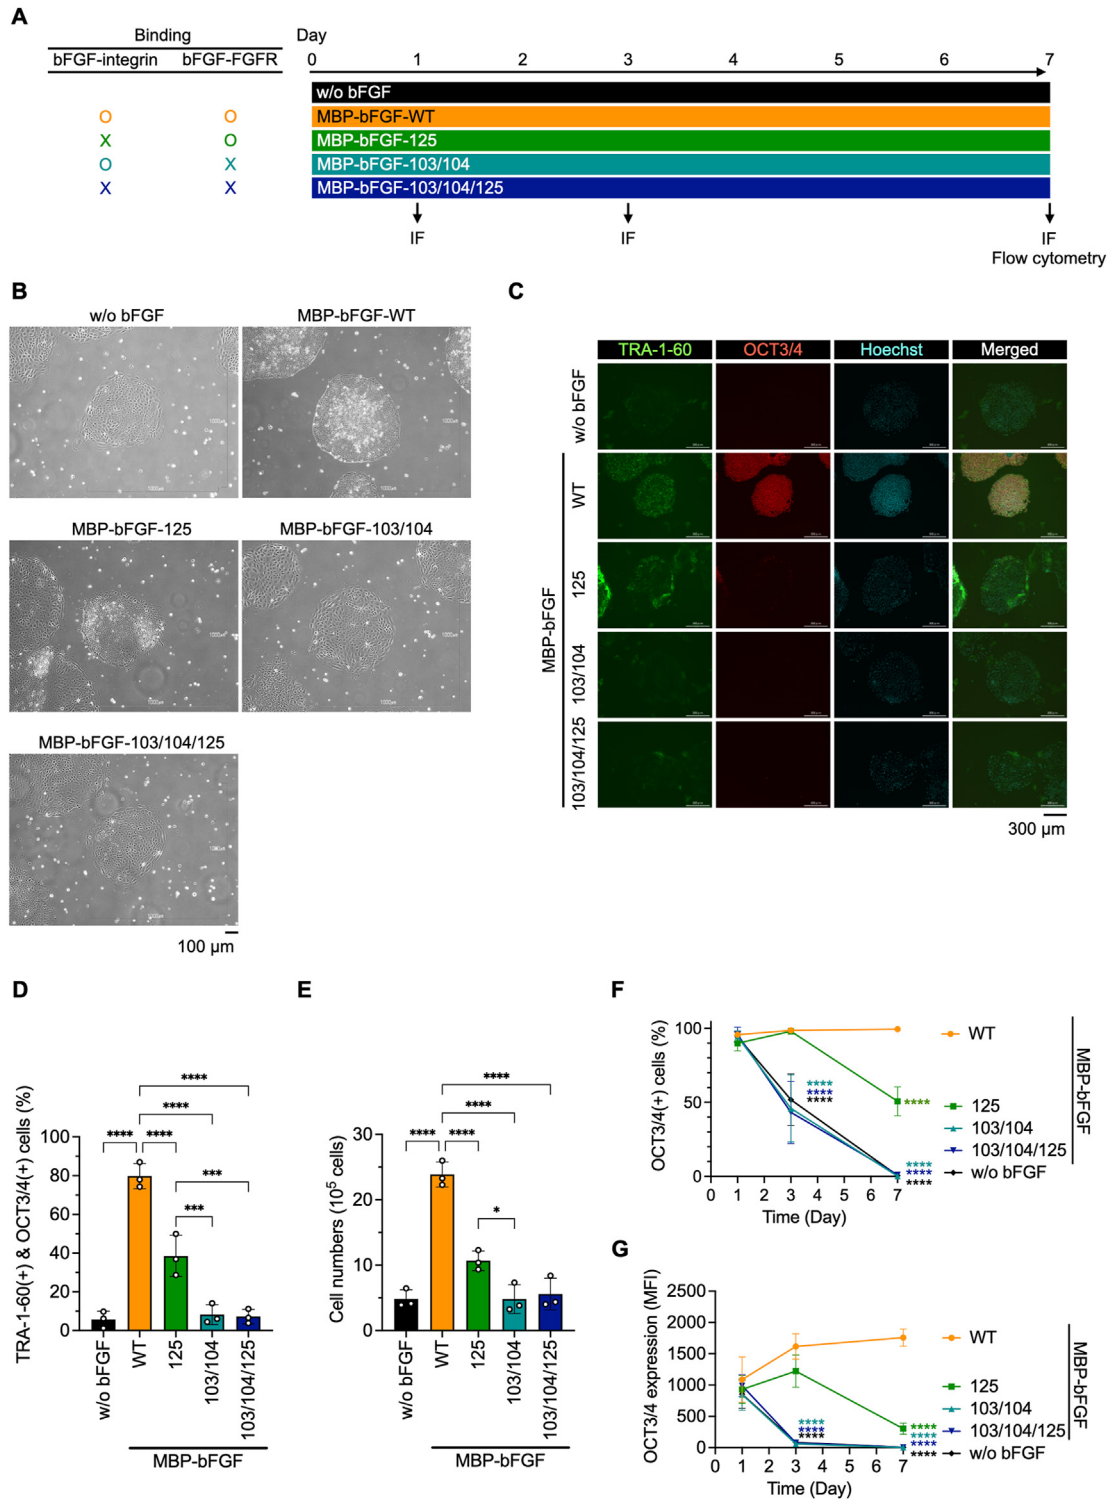 A
Binding
bFGF-integrin bFGF-FGFR
Day
0 1 2 3 4 5 6 7
w/o bFGF
O O MBP-bFGF-WT
X O MBP-bFGF-125
O X MBP-bFGF-103/104
X X MBP-bFGF-103/104/125
IF IF IF
Flow cytometry
B
w/o bFGF MBP-bFGF-WT
MBP-bFGF-125 MBP-bFGF-103/104
MBP-bFGF-103/104/125
100 µm
C
TRA-1-60 OCT3/4 Hoechst Merged
w/o bFGF
WT
125
103/104
103/104/125
MBP-bFGF
300 µm
D
TRA-1-60(+) & OCT3/4(+) cells (%)
****
****
**** ****
***
***
100
80
60
40
20
0
w/o bFGF WT 125 103/104 103/104/125
MBP-bFGF
E
Cell numbers (10⁵ cells)
****
****
**** ****
*
30
20
10
0
w/o bFGF WT 125 103/104 103/104/125
MBP-bFGF
F
OCT3/4(+) cells (%)
100
50
0
0 1 2 3 4 5 6 7
Time (Day)
****
****
****
****
****
****
****
WT
125
103/104
103/104/125
w/o bFGF
MBP-bFGF
G
OCT3/4 expression (MFI)
2500
2000
1500
1000
500
0
0 1 2 3 4 5 6 7
Time (Day)
****
****
****
****
****
****
****
WT
125
103/104
103/104/125
w/o bFGF
MBP-bFGF